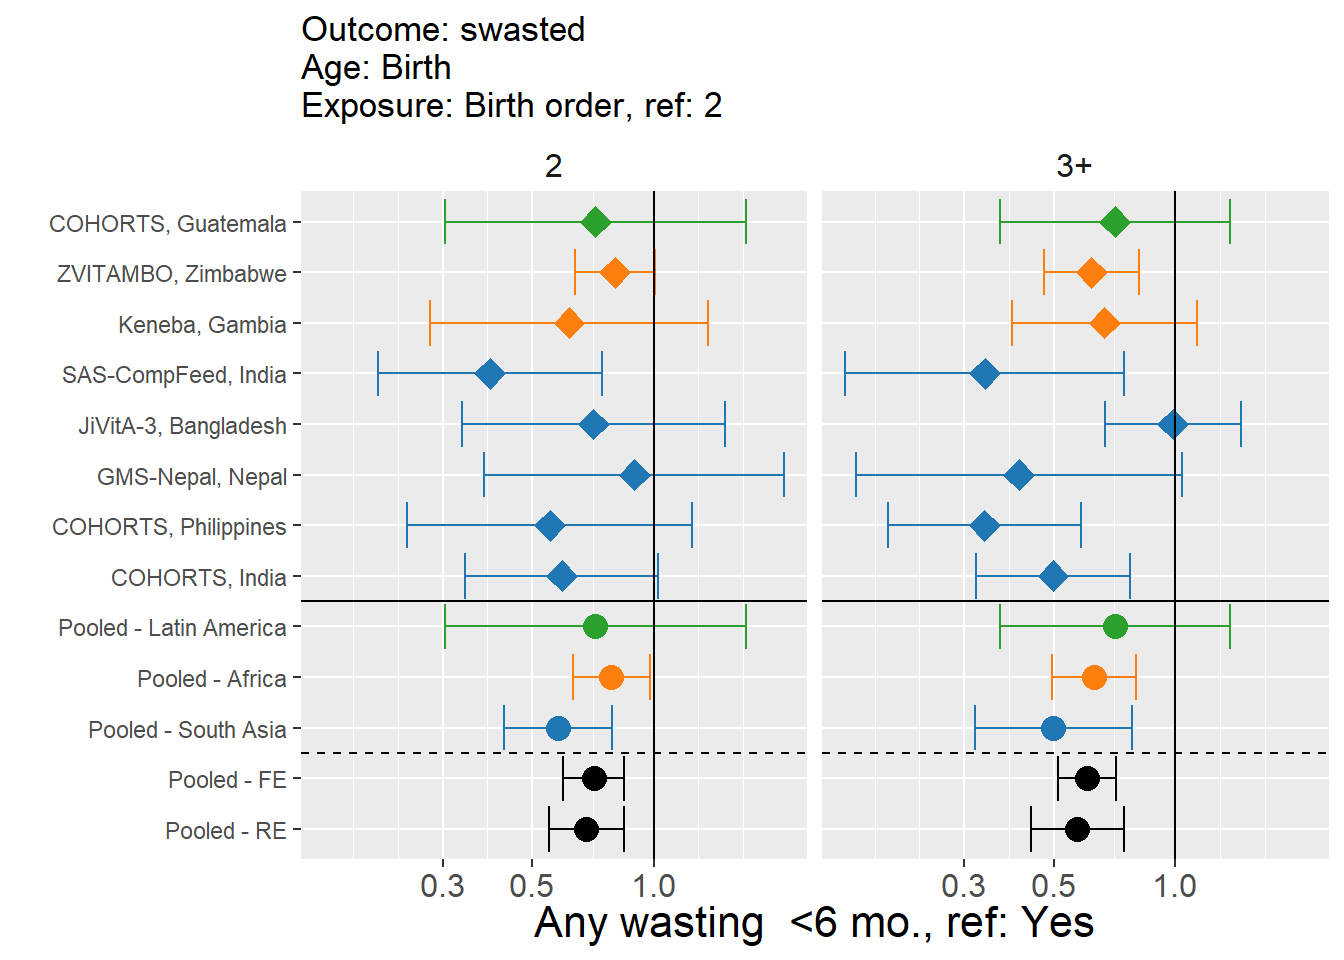 Outcome: swasted
Age: Birth
Exposure: Birth order, ref: 2
2
3+
COHORTS, Guatemala
ZVITAMBO, Zimbabwe
Keneba, Gambia
SAS-CompFeed, India
JiVitA-3, Bangladesh
GMS-Nepal, Nepal
COHORTS, Philippines
COHORTS, India
Pooled - Latin America
Pooled - Africa
Pooled - South Asia
Pooled - FE
Pooled - RE
0.3 0.5 1.0
0.3 0.5 1.0
Any wasting  <6 mo., ref: Yes